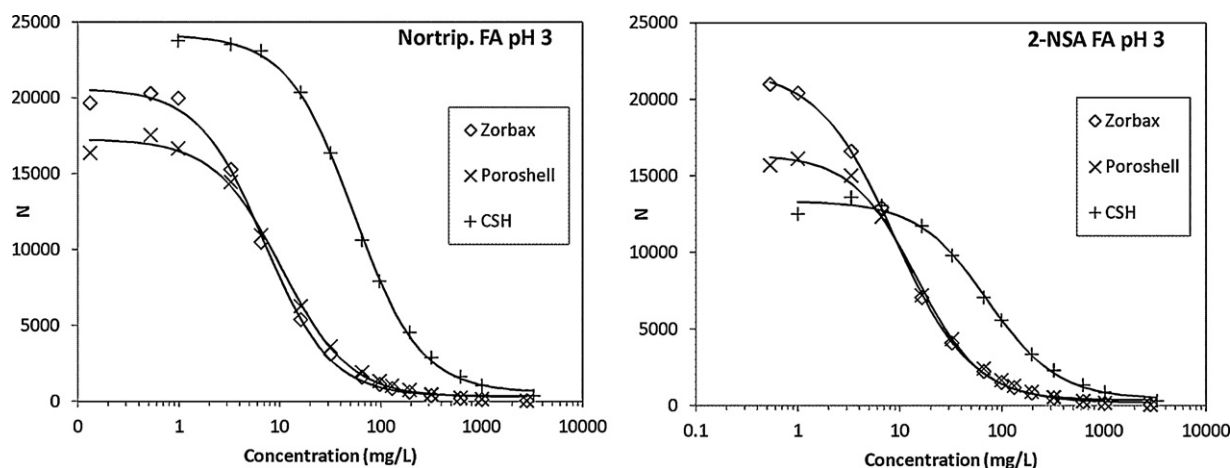 Nortrip. FA pH 3
25000
20000
15000
10000
5000
0
N
Zorbax
Poroshell
CSH
1
10
100
1000
10000
Concentration (mg/L)
2-NSA FA pH 3
25000
20000
15000
10000
5000
0
N
Zorbax
Poroshell
CSH
0.1
1
10
100
1000
10000
Concentration (mg/L)